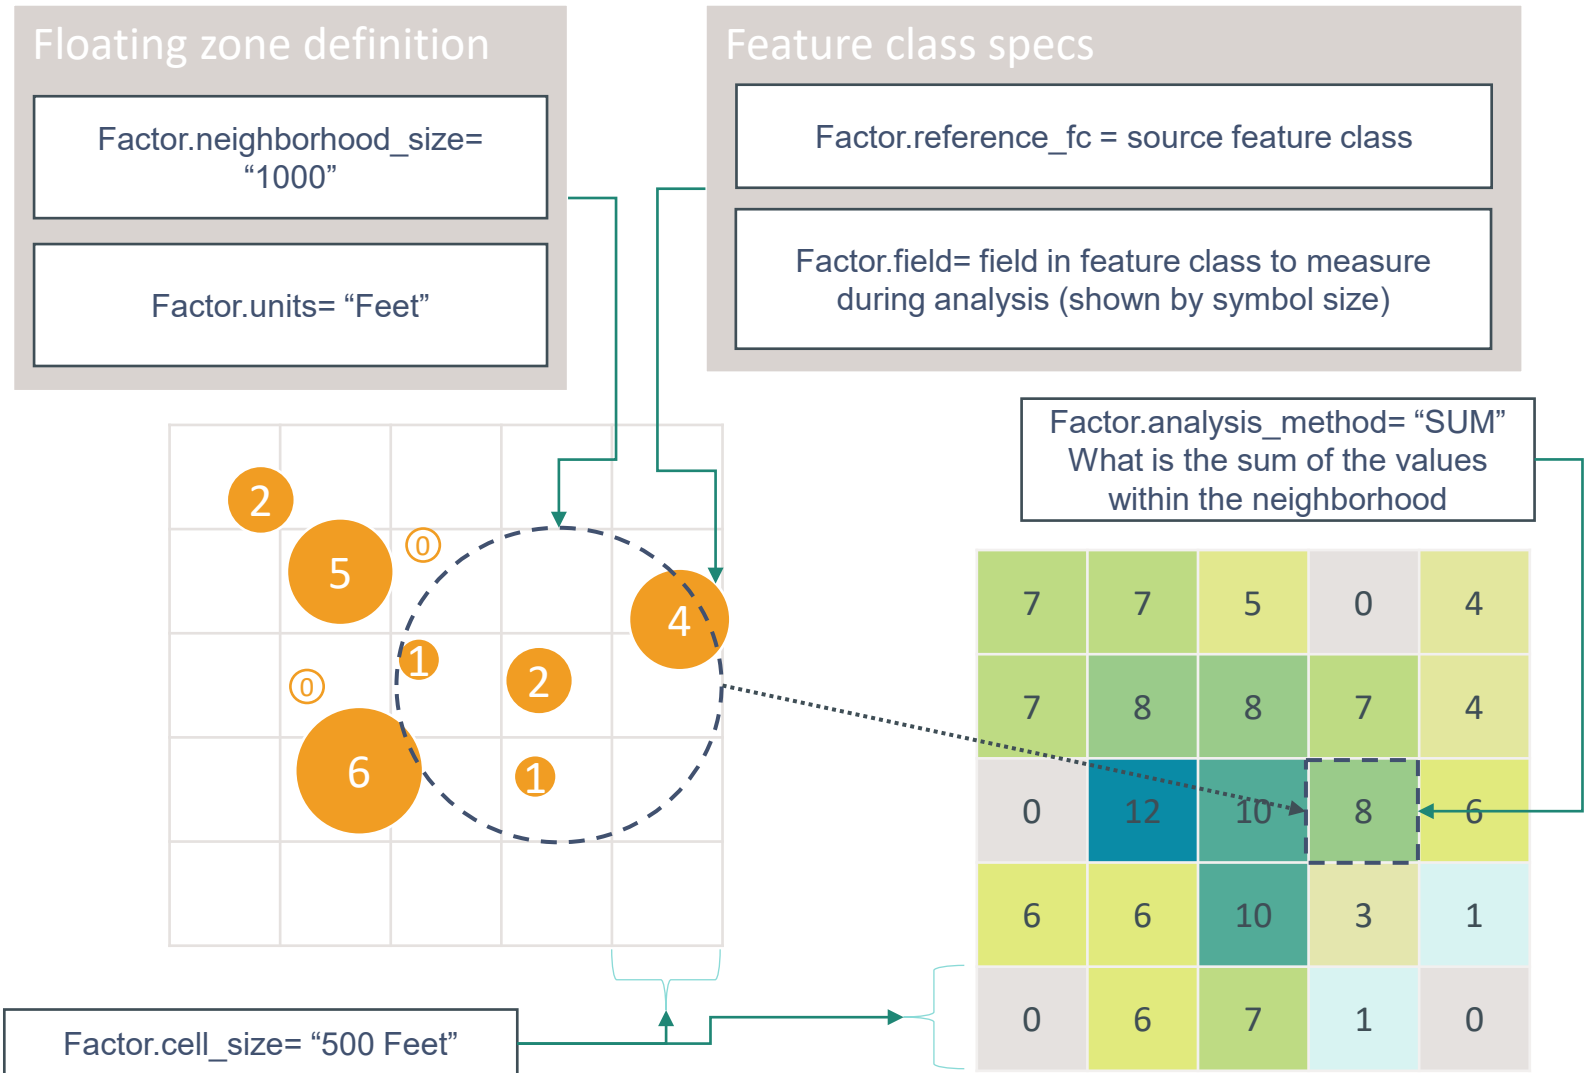 Floating zone definition
Factor.neighborhood_size=
“1000”
Factor.units= “Feet”
Feature class specs
Factor.reference_fc = source feature class
Factor.field= field in feature class to measure
during analysis (shown by symbol size)
Factor.analysis_method= “SUM”
What is the sum of the values
within the neighborhood
2
5
0
4
1
2
0
6
1
7 7 5 0 4
7 8 8 7 4
0 12 10 8 6
6 6 10 3 1
0 6 7 1 0
Factor.cell_size= “500 Feet”